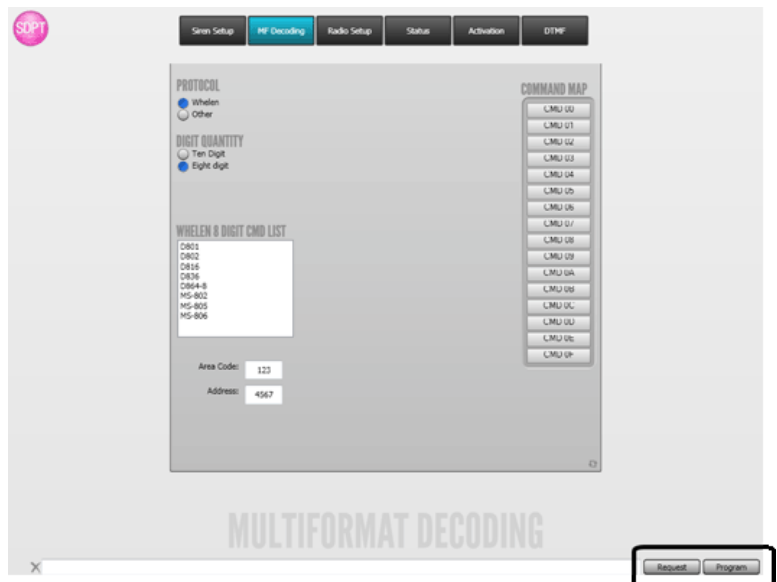 SDPT
Siren Setup
MF Decoding
Radio Setup
Status
Activation
DTMF
PROTOCOL
Whelen
Other
DIGIT QUANTITY
Ten Digit
Eight digit
WHELEN 8 DIGIT CMD LIST
D801
D802
D816
D836
D864-8
MS-802
MS-805
MS-806
Area Code: 123
Address: 4567
COMMAND MAP
CMD 00
CMD 01
CMD 02
CMD 03
CMD 04
CMD 05
CMD 06
CMD 07
CMD 08
CMD 09
CMD 0A
CMD 0B
CMD 0C
CMD 0D
CMD 0E
CMD 0F
MULTIFORMAT DECODING
Request
Program